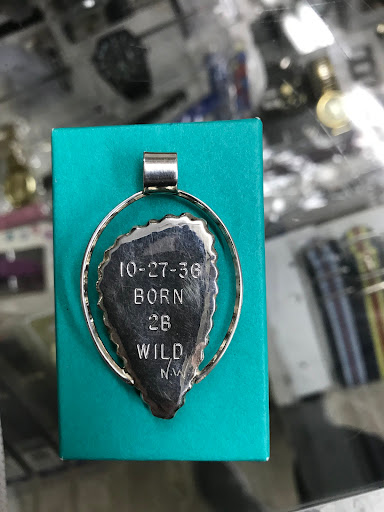 10-27-36
BORN
2B
WILD
N.W.